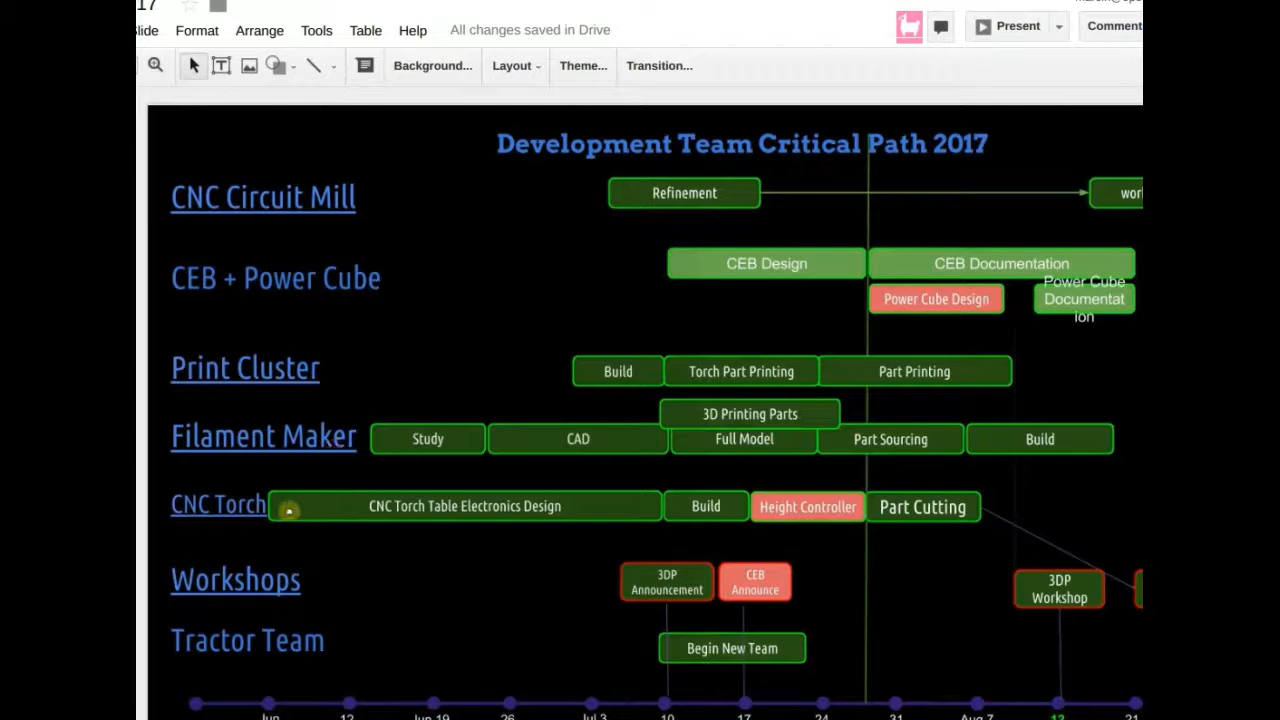 17
lide Format Arrange Tools Table Help All changes saved in Drive Present Comment
Background... Layout Theme... Transition...
Development Team Critical Path 2017
CNC Circuit Mill
Refinement
CEB + Power Cube
CEB Design
CEB Documentation
Power Cube Design
Power Cube
Documentat
ion
Print Cluster
Build
Torch Part Printing
Part Printing
3D Printing Parts
Filament Maker
Study
CAD
Full Model
Part Sourcing
Build
CNC Torch
CNC Torch Table Electronics Design
Build
Height Controller
Part Cutting
Workshops
3DP
Announcement
CEB
Announce
3DP
Workshop
Tractor Team
Begin New Team
Jun 12 Jun 19 26 Jul 3 10 17 24 31 Aug 7 12 21